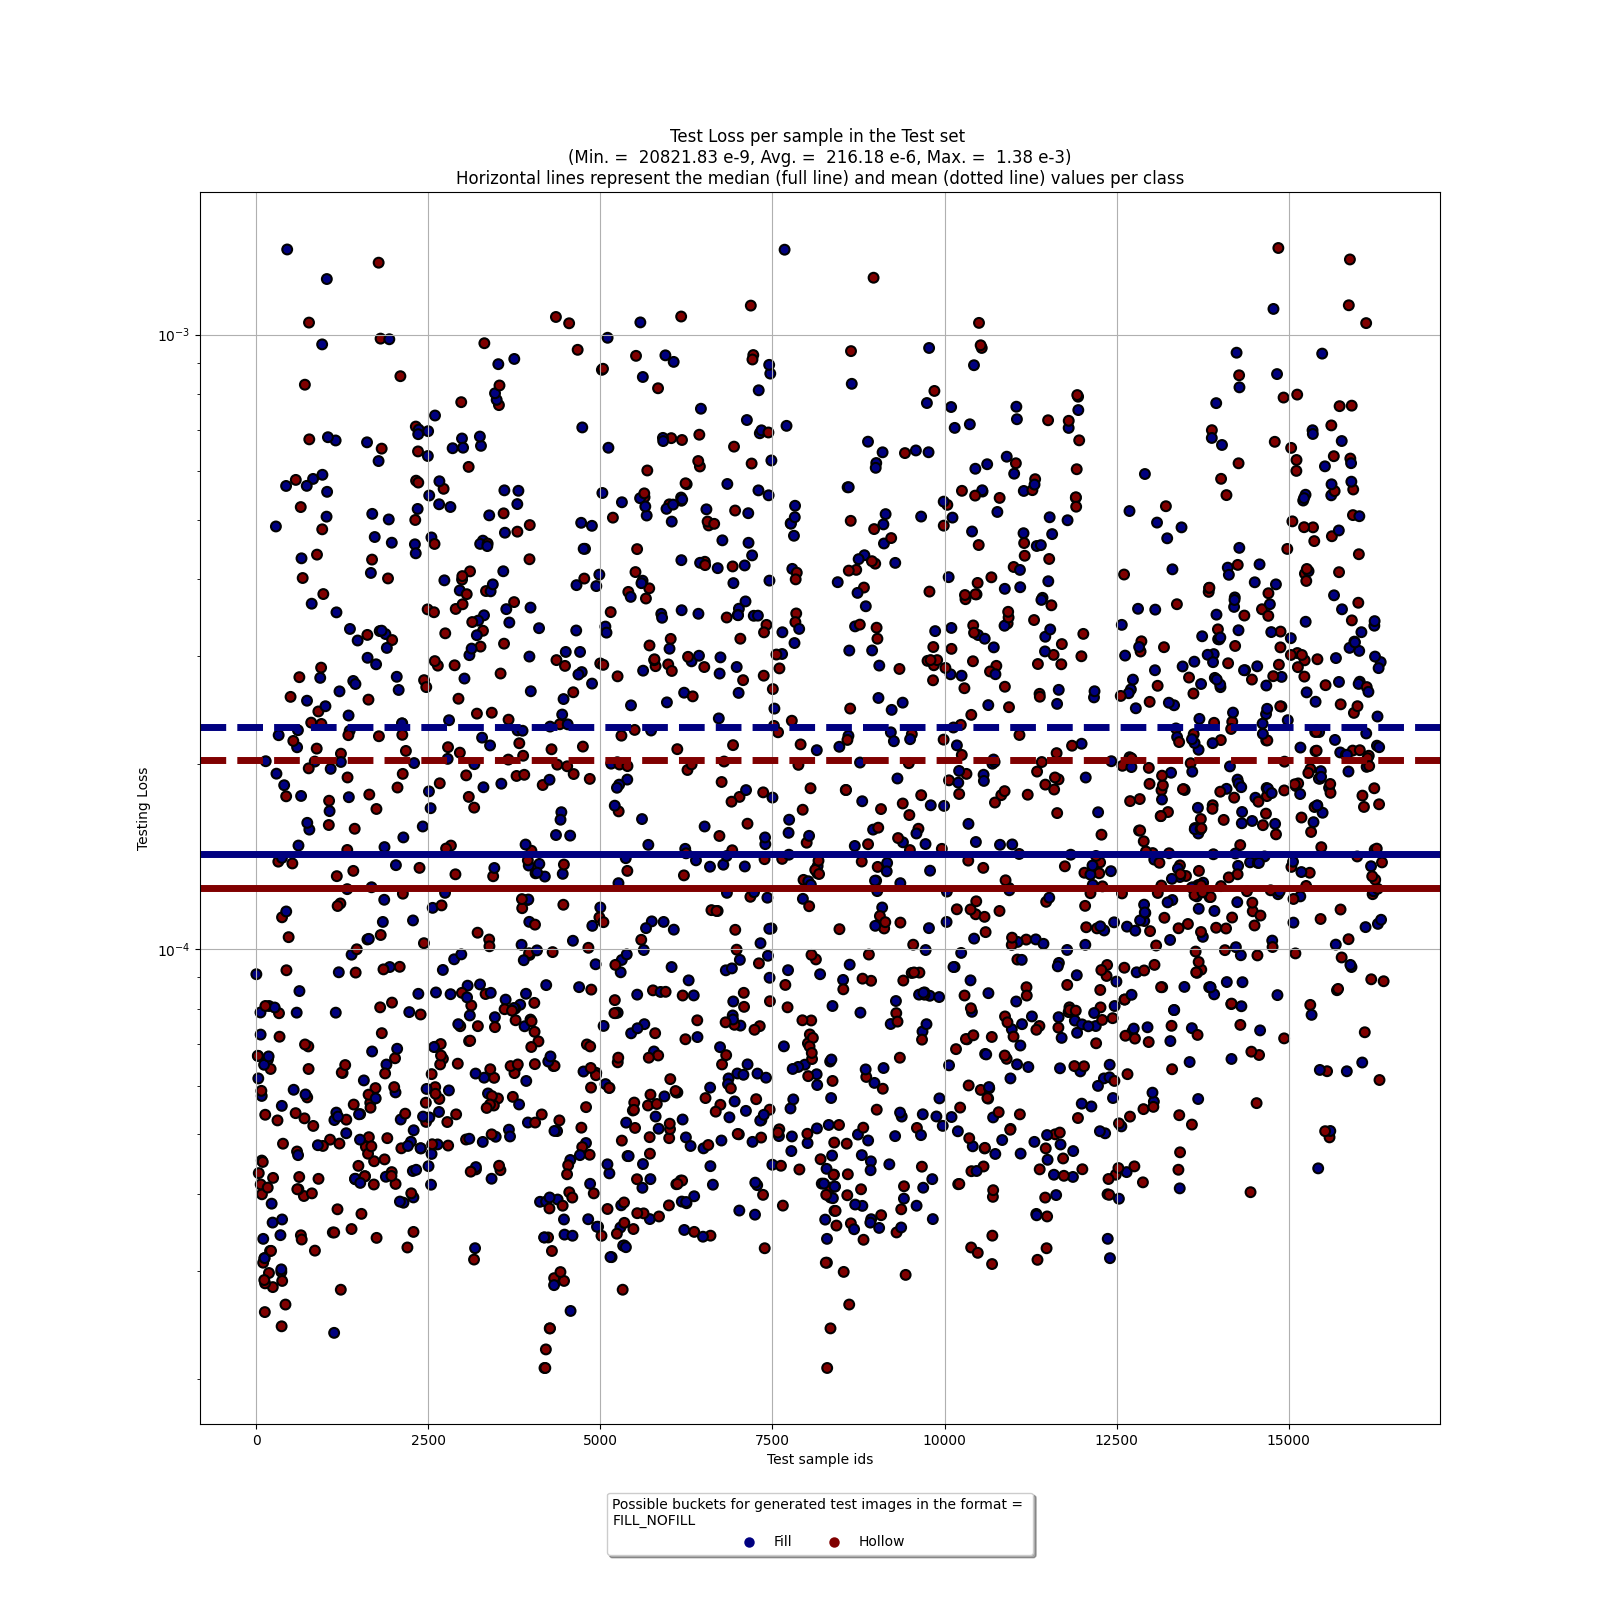 Test Loss per sample in the Test set
(Min. =  20821.83 e-9, Avg. =  216.18 e-6, Max. =  1.38 e-3)
Horizontal lines represent the median (full line) and mean (dotted line) values per class
10⁻³
10⁻⁴
Testing Loss
0 2500 5000 7500 10000 12500 15000
Test sample ids
Possible buckets for generated test images in the format =
FILL_NOFILL
Fill Hollow